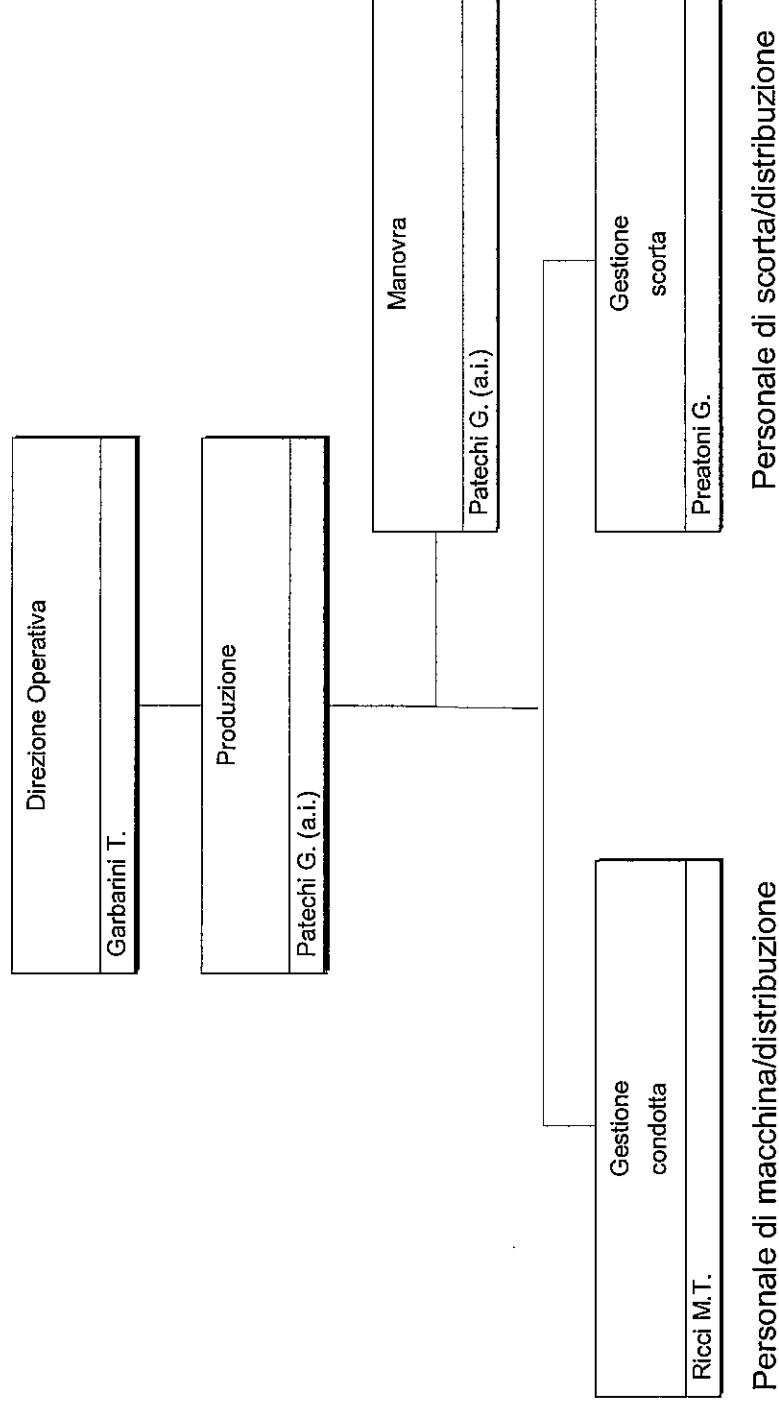 Direzione Operativa
Garbarini T.
Produzione
Patechi G. (a.i.)
Manovra
Patechi G. (a.i.)
Gestione
condotta
Ricci M.T.
Gestione
scorta
Preatoni G.
Personale di macchina/distribuzione
Personale di scorta/distribuzione